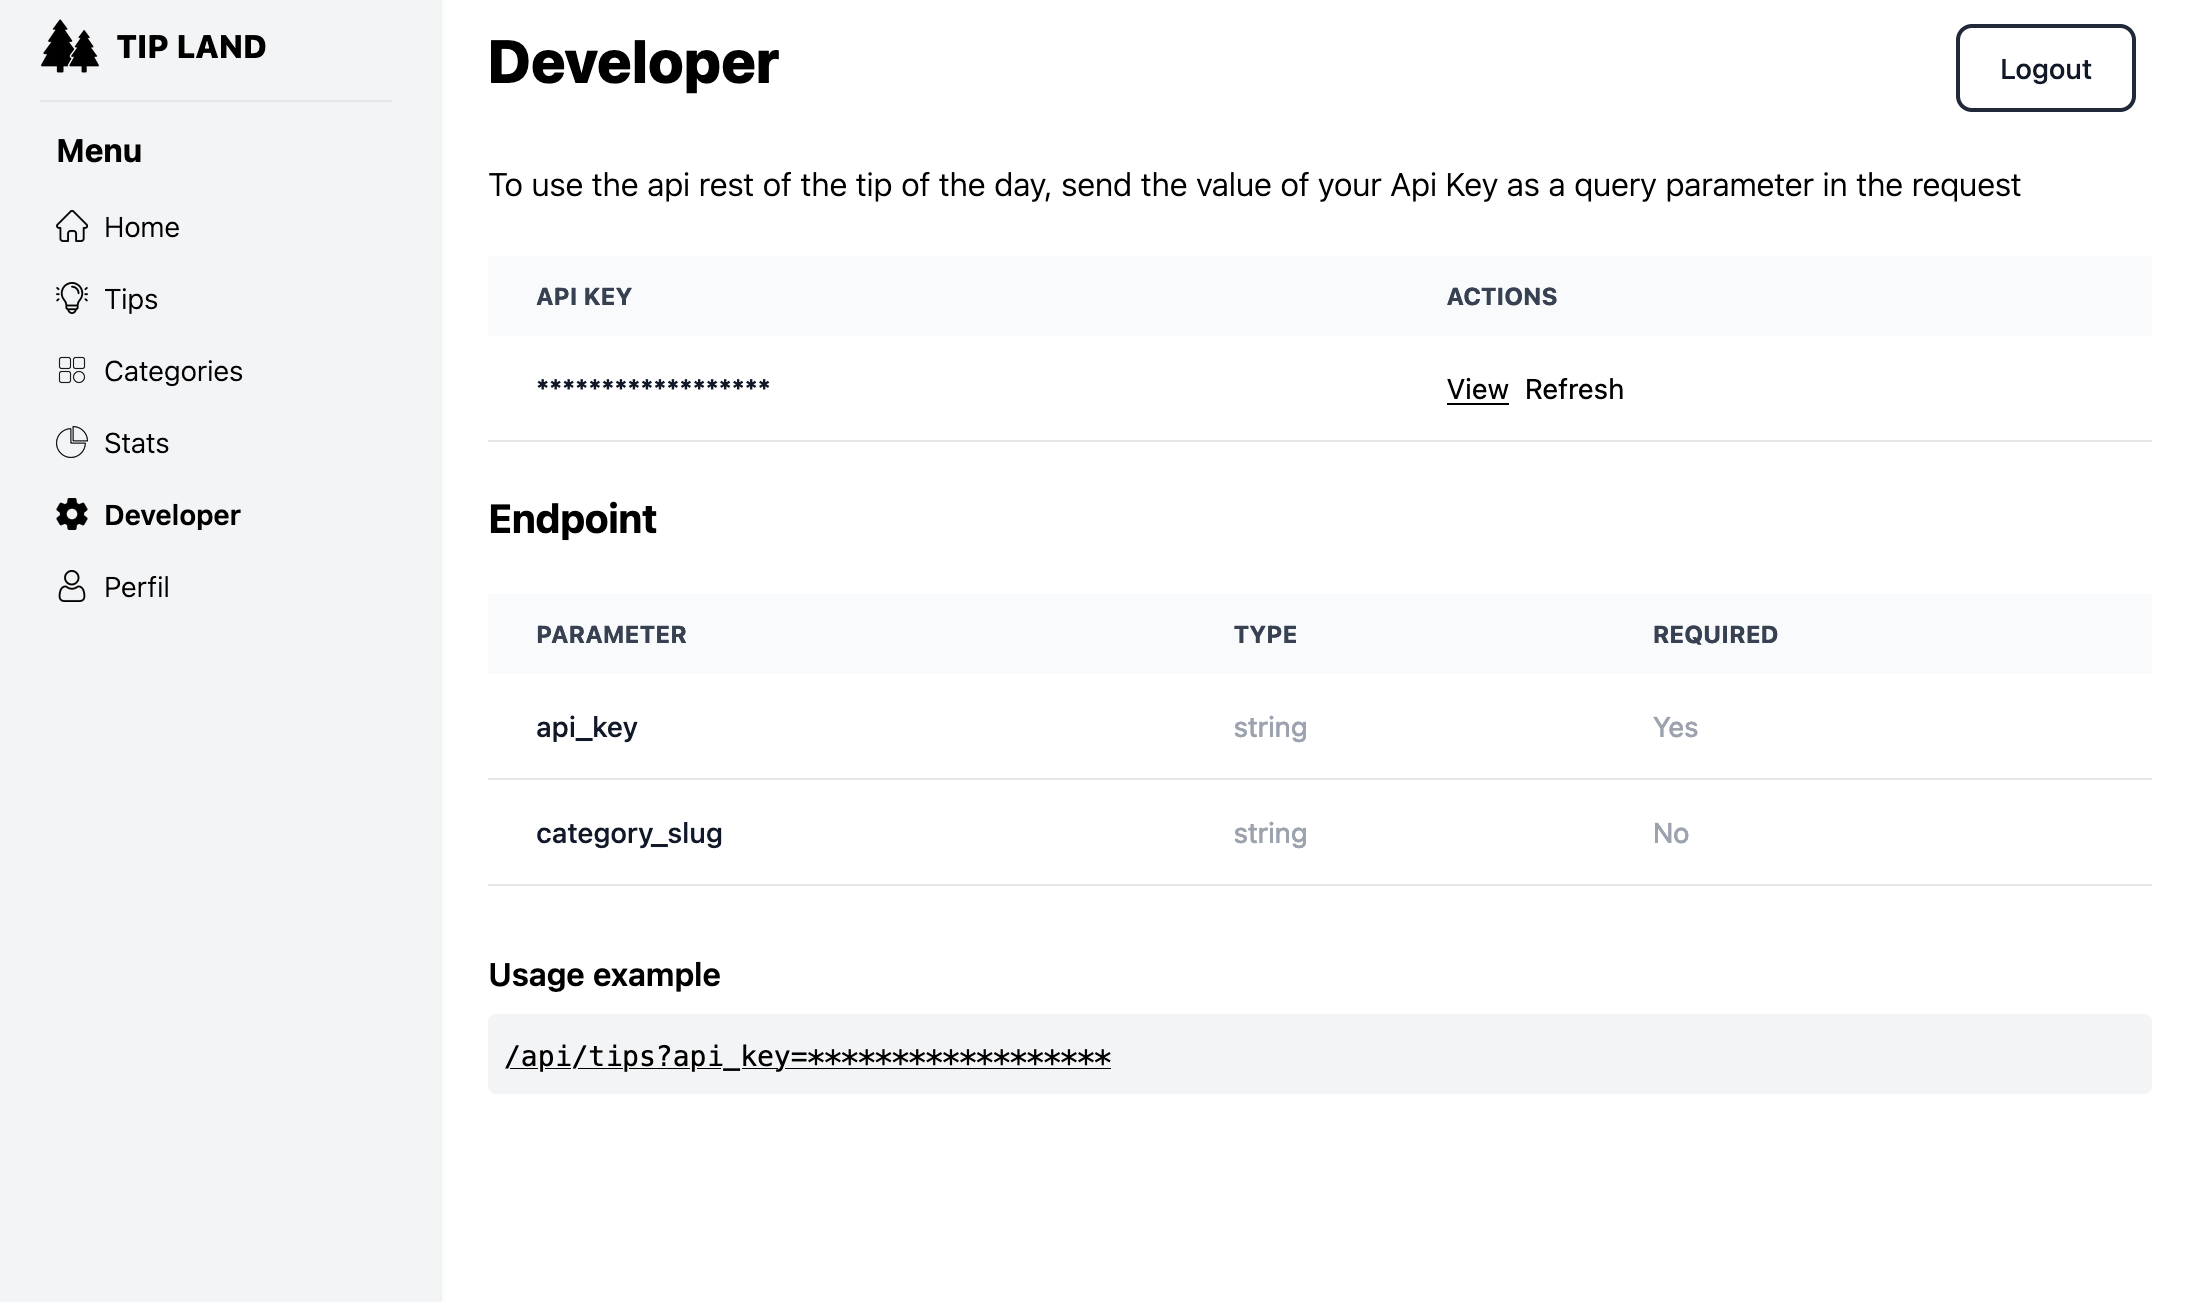 TIP LAND
Menu
Home
Tips
Categories
Stats
Developer
Perfil
Developer
Logout
To use the api rest of the tip of the day, send the value of your Api Key as a query parameter in the request
API KEY ACTIONS
****************** View Refresh
Endpoint
PARAMETER TYPE REQUIRED
api_key string Yes
category_slug string No
Usage example
/api/tips?api_key=******************